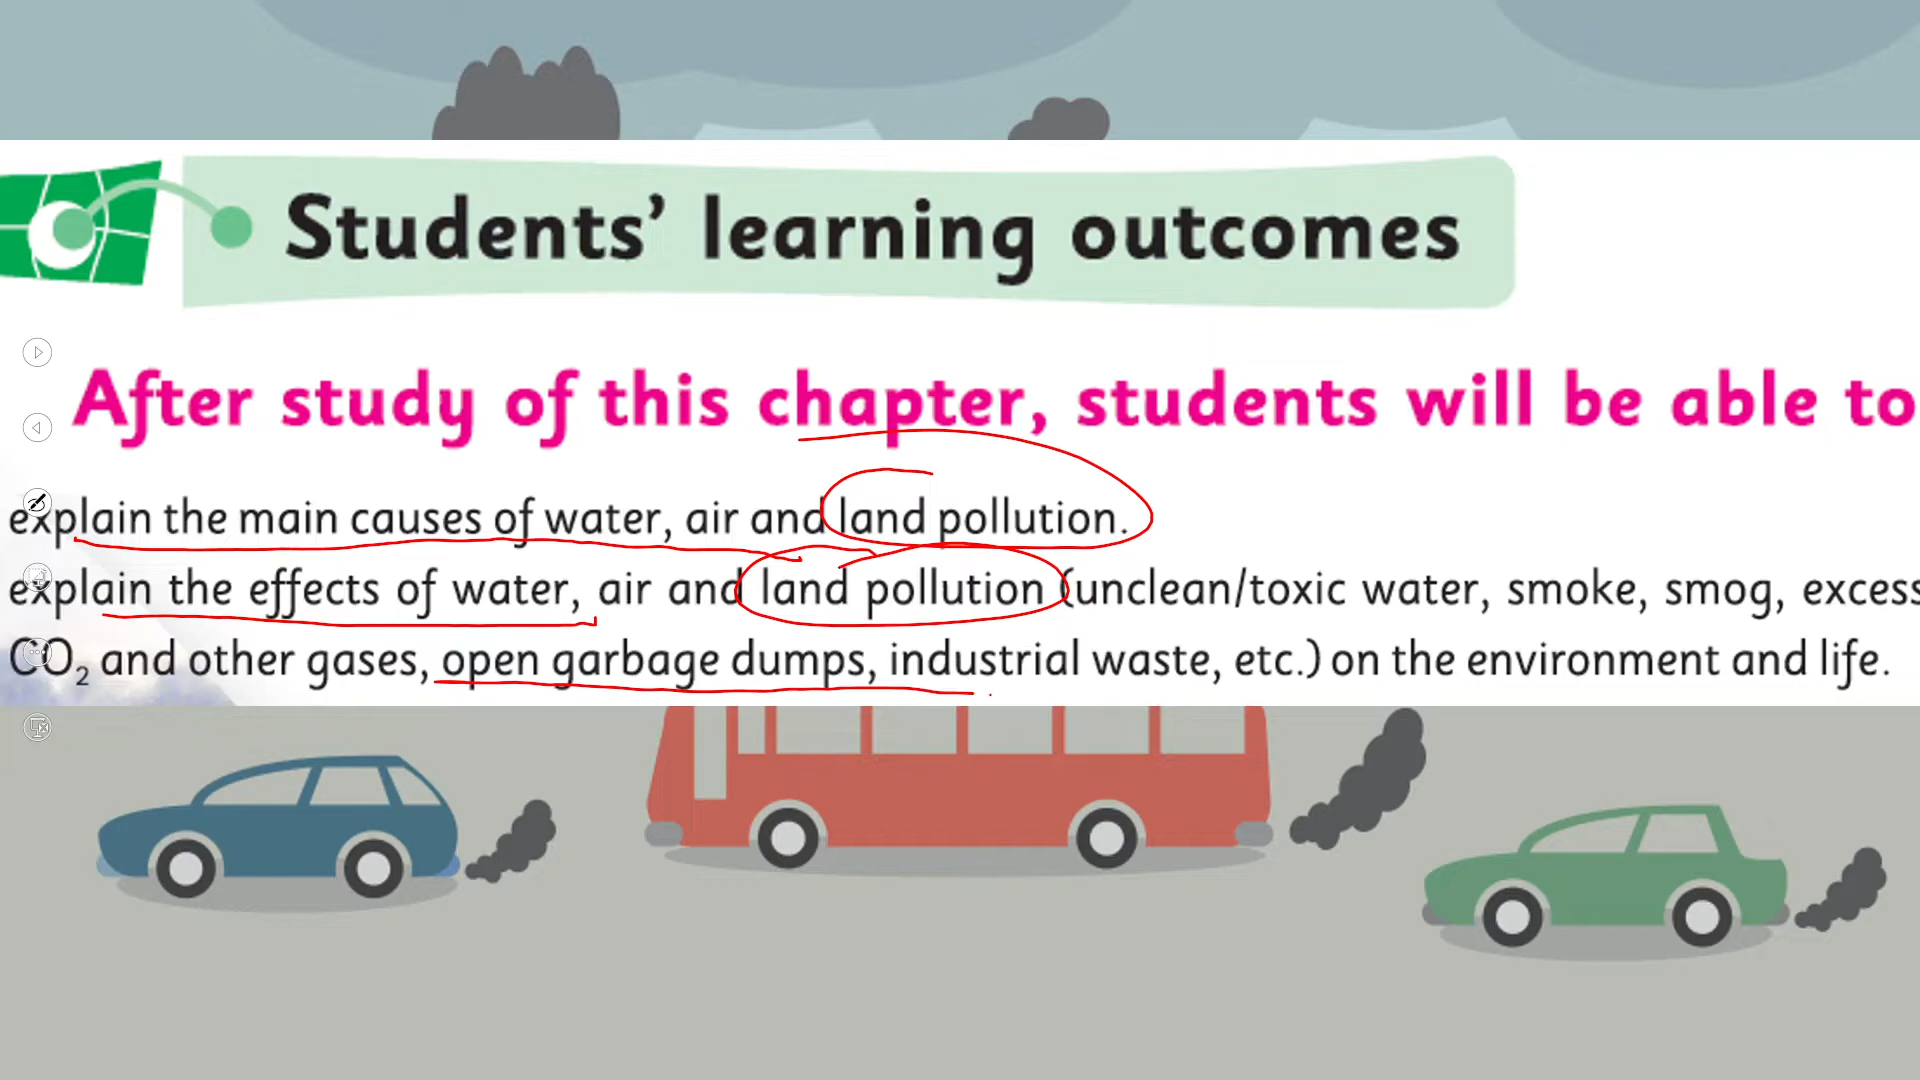 Students’ learning outcomes
After study of this chapter, students will be able to
explain the main causes of water, air and land pollution.
explain the effects of water, air and land pollution (unclean/toxic water, smoke, smog, excess
CO₂ and other gases, open garbage dumps, industrial waste, etc.) on the environment and life.